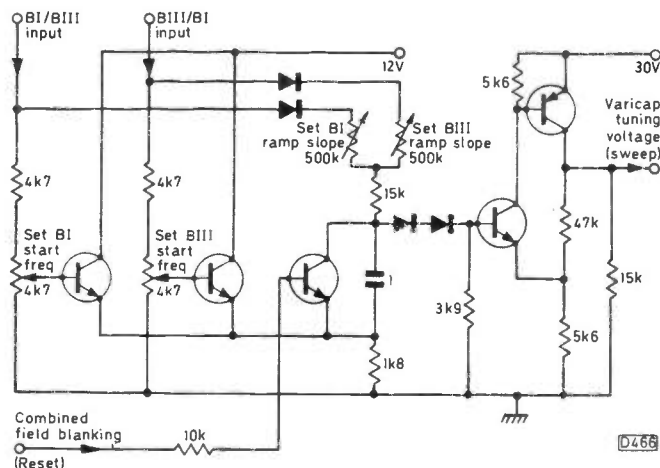 BI/BIII
input
BIII/BI
input
12V
30V
5k6
Varicap
tuning
voltage
(sweep)
Set BI
ramp slope
500k
Set BIII
ramp slope
500k
4k7
4k7
15k
47k
Set BI
start
freq
4k7
Set BIII
start
freq
4k7
1
15k
3k9
5k6
1k8
Combined
field blanking
10k
(Reset)
D466